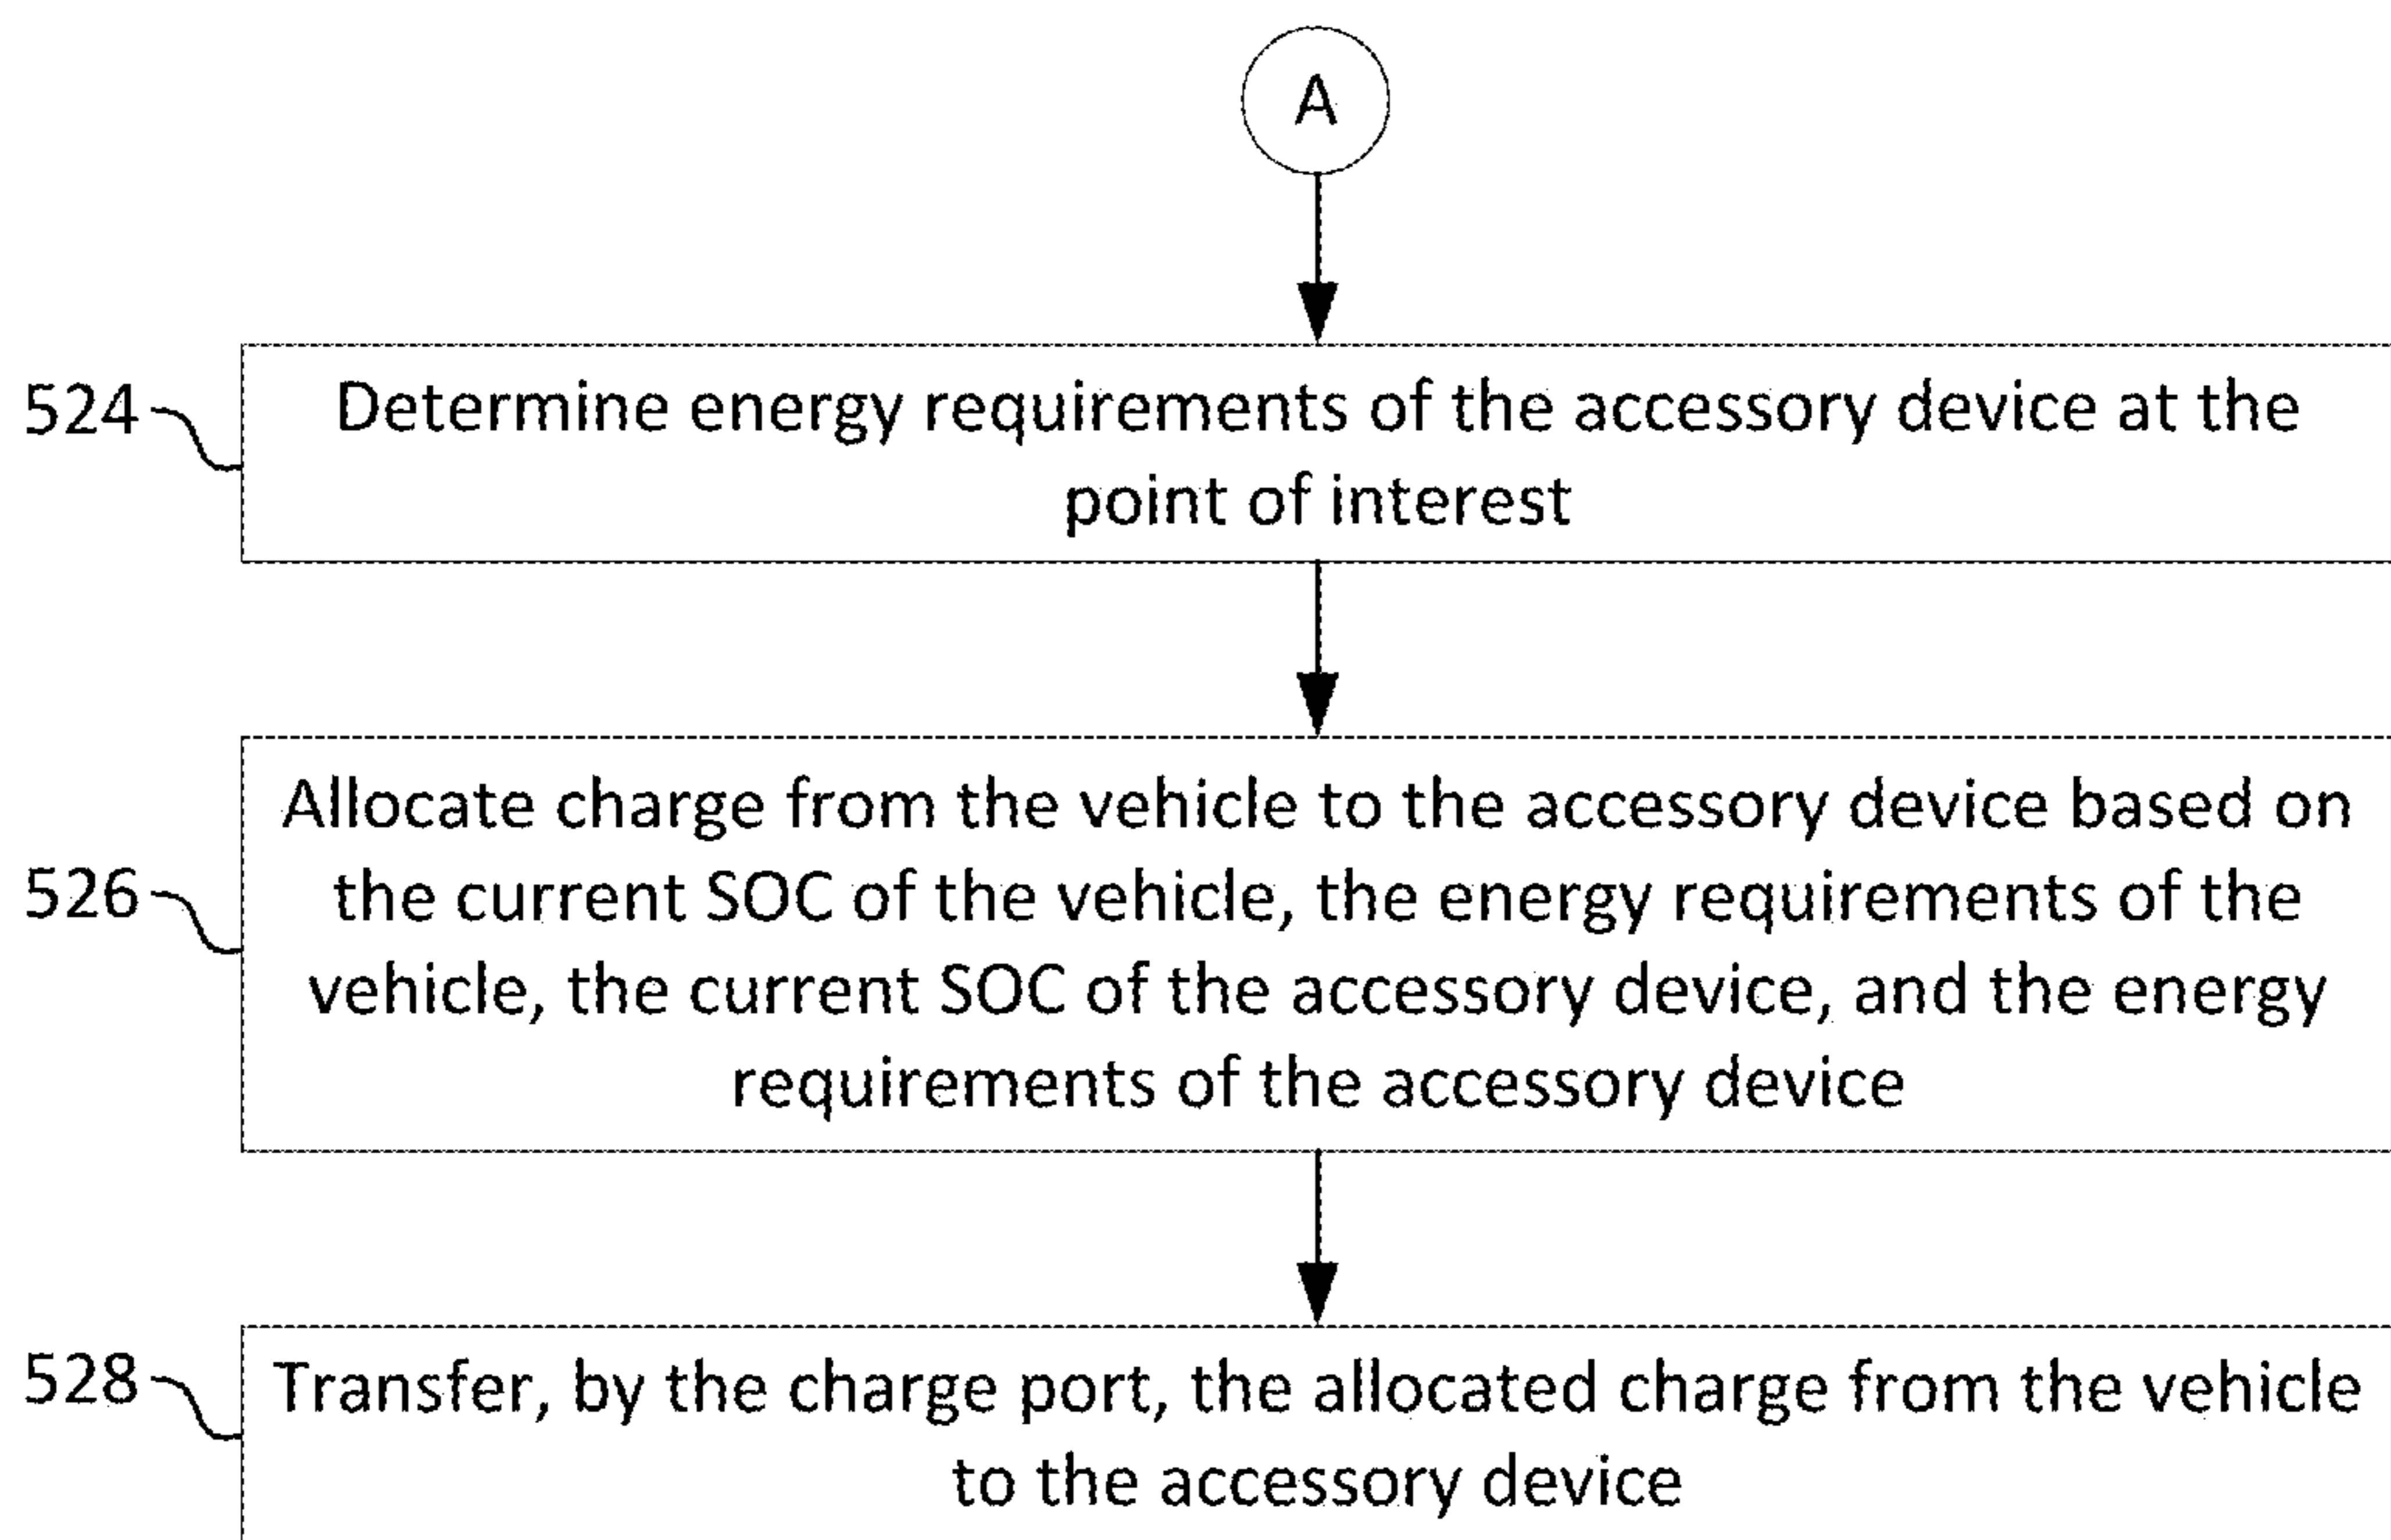 A
524
Determine energy requirements of the accessory device at the
point of interest
526
Allocate charge from the vehicle to the accessory device based on
the current SOC of the vehicle, the energy requirements of the
vehicle, the current SOC of the accessory device, and the energy
requirements of the accessory device
528
Transfer, by the charge port, the allocated charge from the vehicle
to the accessory device